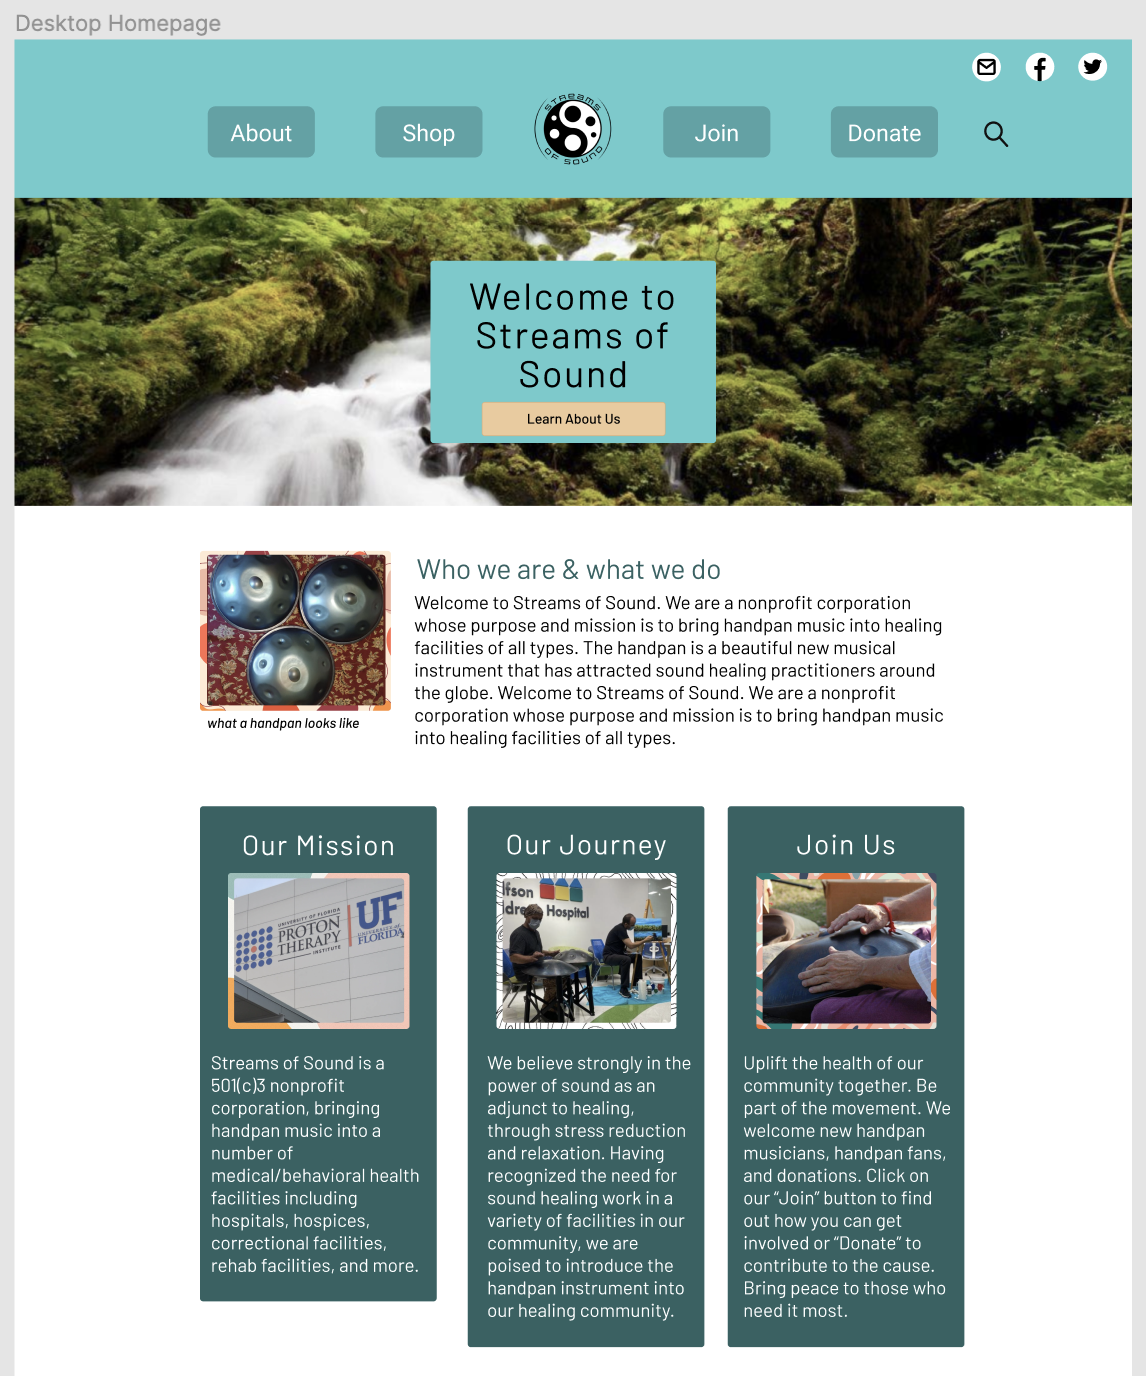 Desktop Homepage
About
Shop
STREAMS
OF SOUND
Join
Donate
Welcome to
Streams of
Sound
Learn About Us
what a handpan looks like
Who we are & what we do
Welcome to Streams of Sound. We are a nonprofit corporation
whose purpose and mission is to bring handpan music into healing
facilities of all types. The handpan is a beautiful new musical
instrument that has attracted sound healing practitioners around
the globe. Welcome to Streams of Sound. We are a nonprofit
corporation whose purpose and mission is to bring handpan music
into healing facilities of all types.
Our Mission
UNIVERSITY OF FLORIDA
PROTON
THERAPY
INSTITUTE
UF
UNIVERSITY of
FLORIDA
Streams of Sound is a
501(c)3 nonprofit
corporation, bringing
handpan music into a
number of
medical/behavioral health
facilities including
hospitals, hospices,
correctional facilities,
rehab facilities, and more.
Our Journey
lfson
ldre Hospital
We believe strongly in the
power of sound as an
adjunct to healing,
through stress reduction
and relaxation. Having
recognized the need for
sound healing work in a
variety of facilities in our
community, we are
poised to introduce the
handpan instrument into
our healing community.
Join Us
Uplift the health of our
community together. Be
part of the movement. We
welcome new handpan
musicians, handpan fans,
and donations. Click on
our “Join” button to find
out how you can get
involved or “Donate” to
contribute to the cause.
Bring peace to those who
need it most.